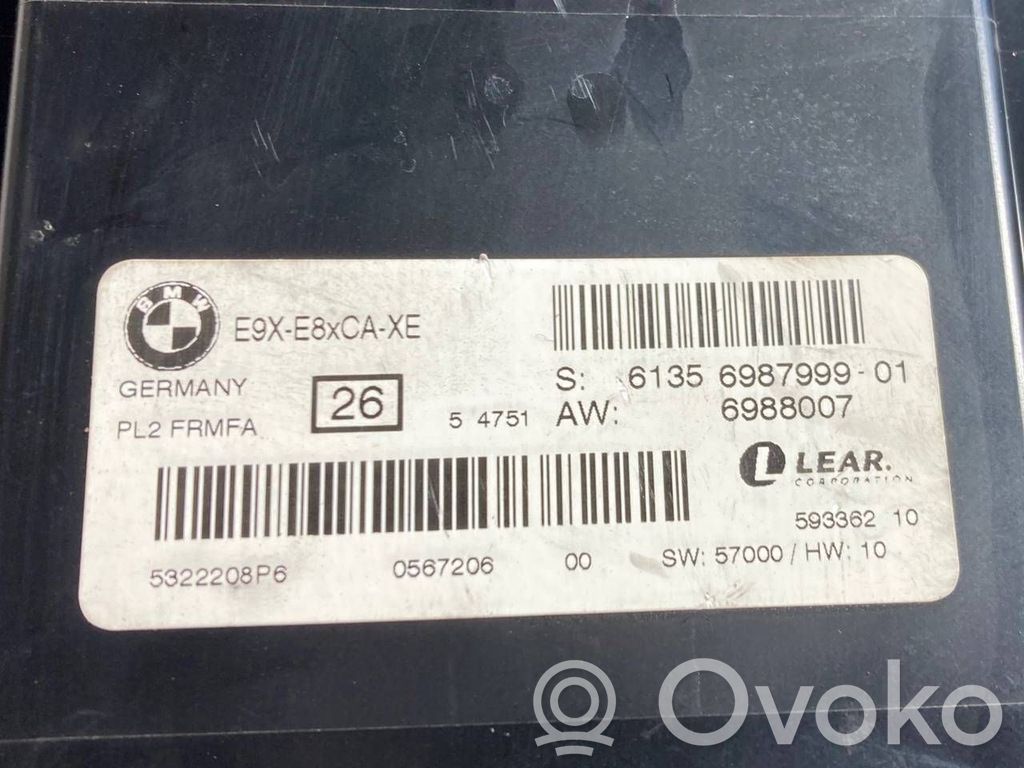 BMW
E9X-E8xCA-XE
GERMANY
PL2 FRMFA
26
5 4751
S: 6135 6987999-01
AW: 6988007
L LEAR.
CORPORATION
593362 10
5322208P6 0567206 00 SW: 57000 / HW: 10
Ovoko